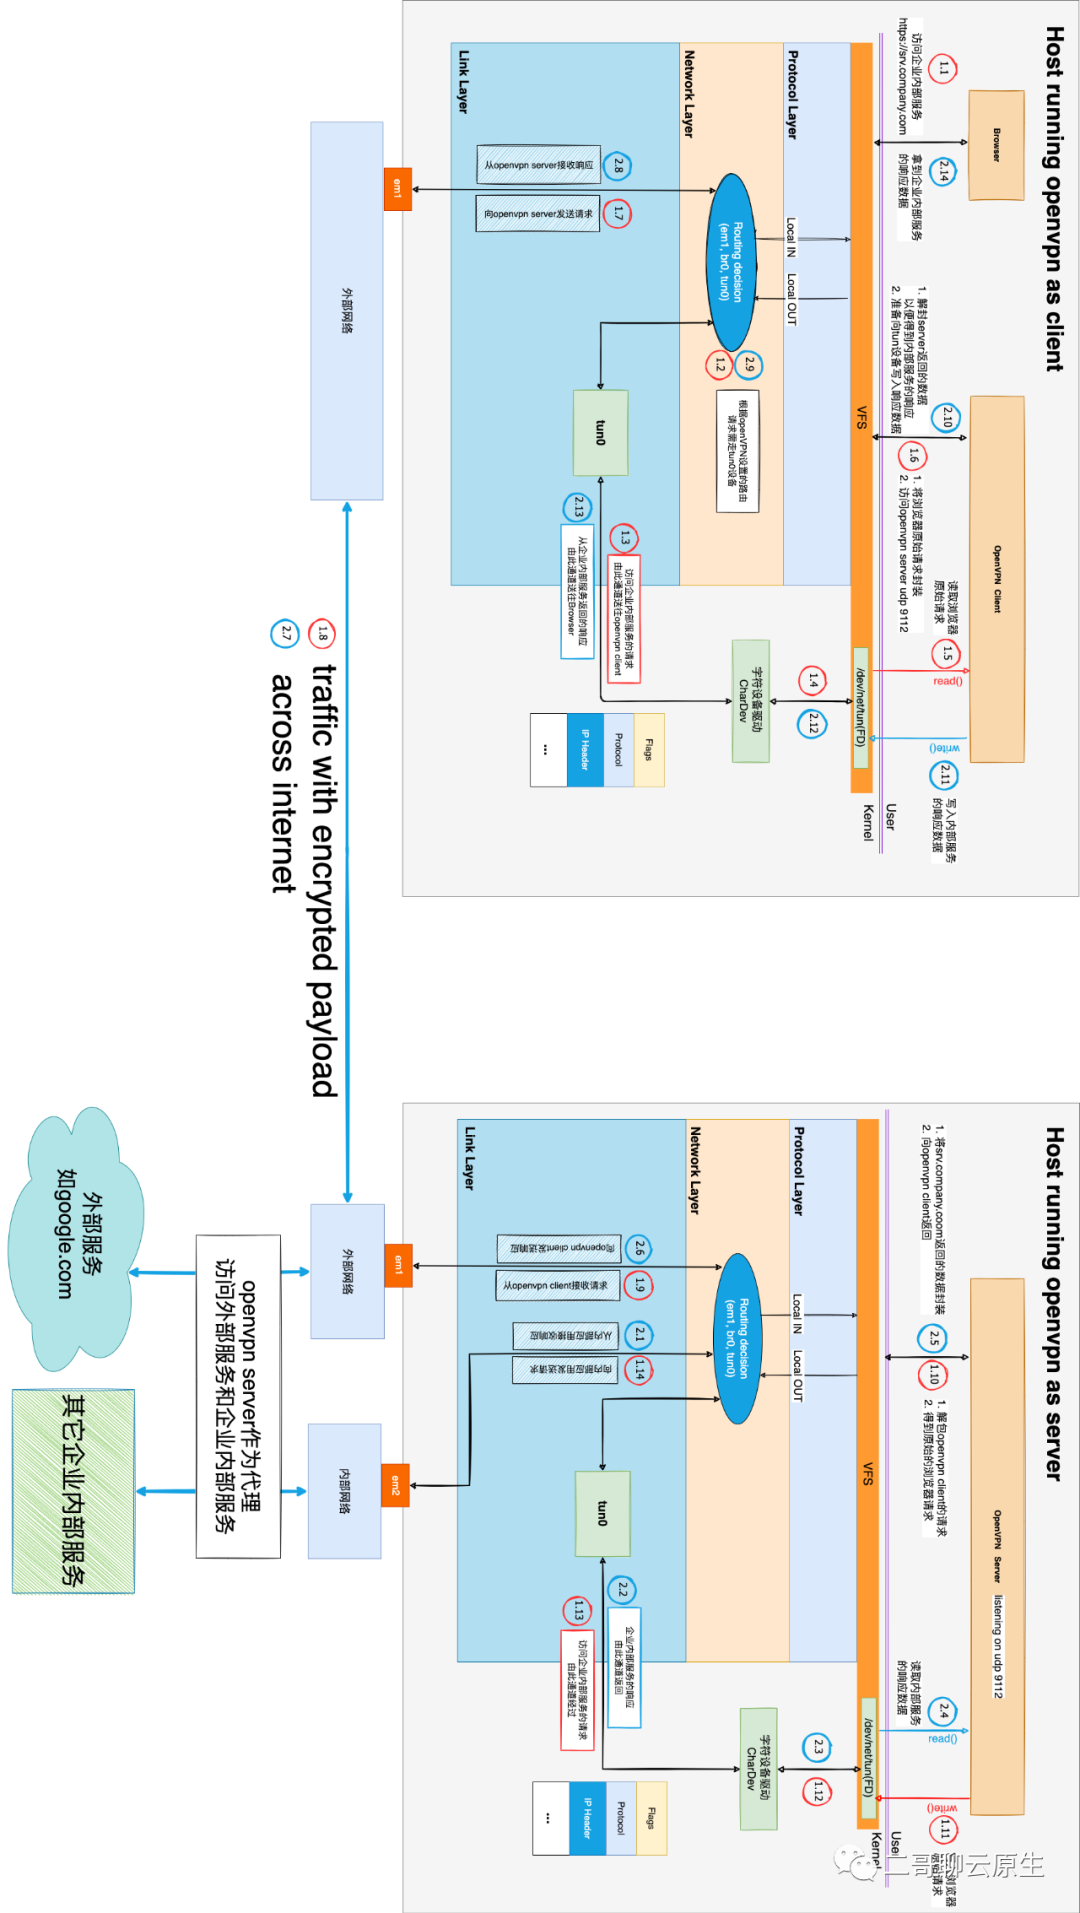 Host running openvpn as client
Browser
1.1
访问企业内部服务
https://srv.company.com
2.14
拿到企业内部服务
的响应数据
OpenVPN Client
2.10
1. 解封server返回的数据
以便得到内部服务的响应
2. 准备向tun设备写入响应数据
1.6
1. 将浏览器原始请求封装
2. 访问openvpn server udp 9112
读取浏览器
原始请求
1.5
read()
write()
2.11
写入内部服务
的响应数据
User
Kernel
VFS
/dev/net/tun(FD)
Protocol Layer
Local IN
Local OUT
1.4
2.12
字符设备驱动
CharDev
Network Layer
Routing decision
(em1, br0, tun0)
2.9
1.2
根据openVPN设置的路由
请求需走tun0设备
Link Layer
2.8
从openvpn server接收响应
1.7
向openvpn server发送请求
tun0
1.3
访问企业内部服务的请求
由此通道送往openvpn client
2.13
从企业内部服务返回的响应
由此通道送往Browser
Flags
Protocol
IP Header
...
em1
外部网络
1.8
2.7
traffic with encrypted payload
across internet
Host running openvpn as server
OpenVPN Server
listening on udp 9112
1. 将srv.company.coom返回的数据封装
2. 向openvpn client返回
2.5
1.10
1. 解包openvpn client的请求
2. 得到原始的浏览器请求
读取内部服务
的响应数据
2.4
read()
write()
1.11
浏览器
请求
User
Kernel
VFS
/dev/net/tun(FD)
Protocol Layer
Local IN
Local OUT
2.3
1.12
字符设备驱动
CharDev
Network Layer
Routing decision
(em1, br0, tun0)
Link Layer
2.6
向openvpn client发送响应
1.9
从openvpn client接收请求
2.1
从内部应用接收响应
1.14
向内部应用发送请求
tun0
2.2
企业内部服务的响应
由此通道返回
1.13
访问企业内部服务的请求
由此通道经过
Flags
Protocol
IP Header
...
em1
em2
外部网络
内部网络
openvpn server作为代理
访问外部服务和企业内部服务
外部服务
如google.com
其它企业内部服务
二哥聊云原生